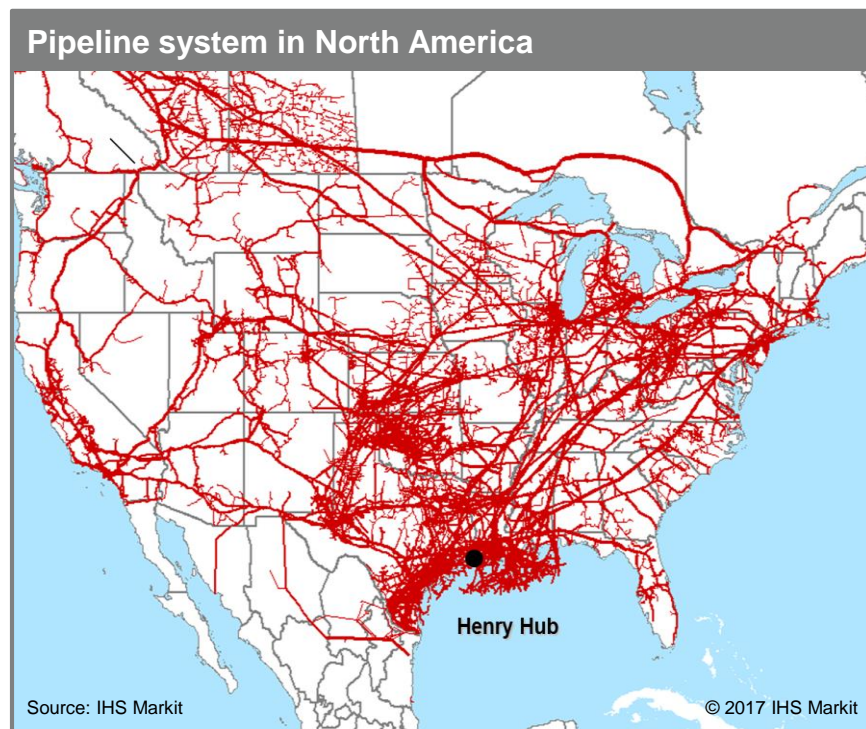 Pipeline system in North America
Henry Hub
Source: IHS Markit
© 2017 IHS Markit